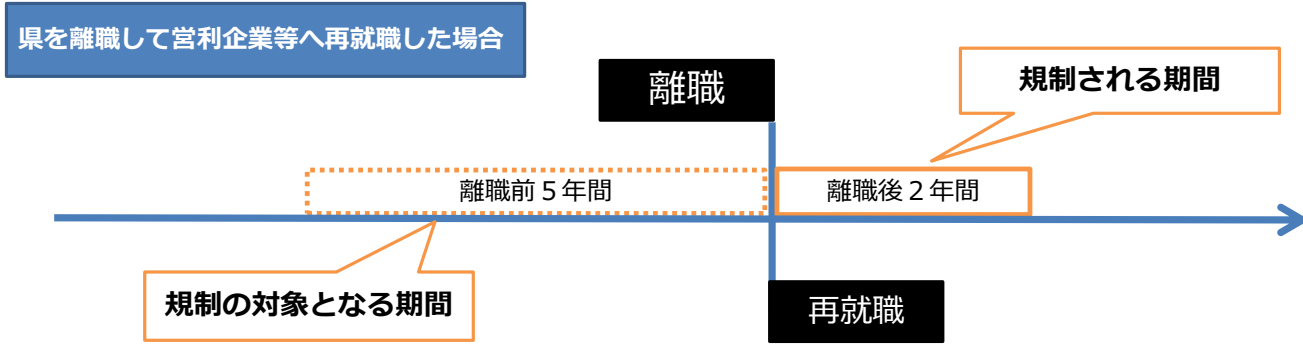 県を離職して営利企業等へ再就職した場合
離職
規制される期間
離職前５年間
離職後２年間
規制の対象となる期間
再就職